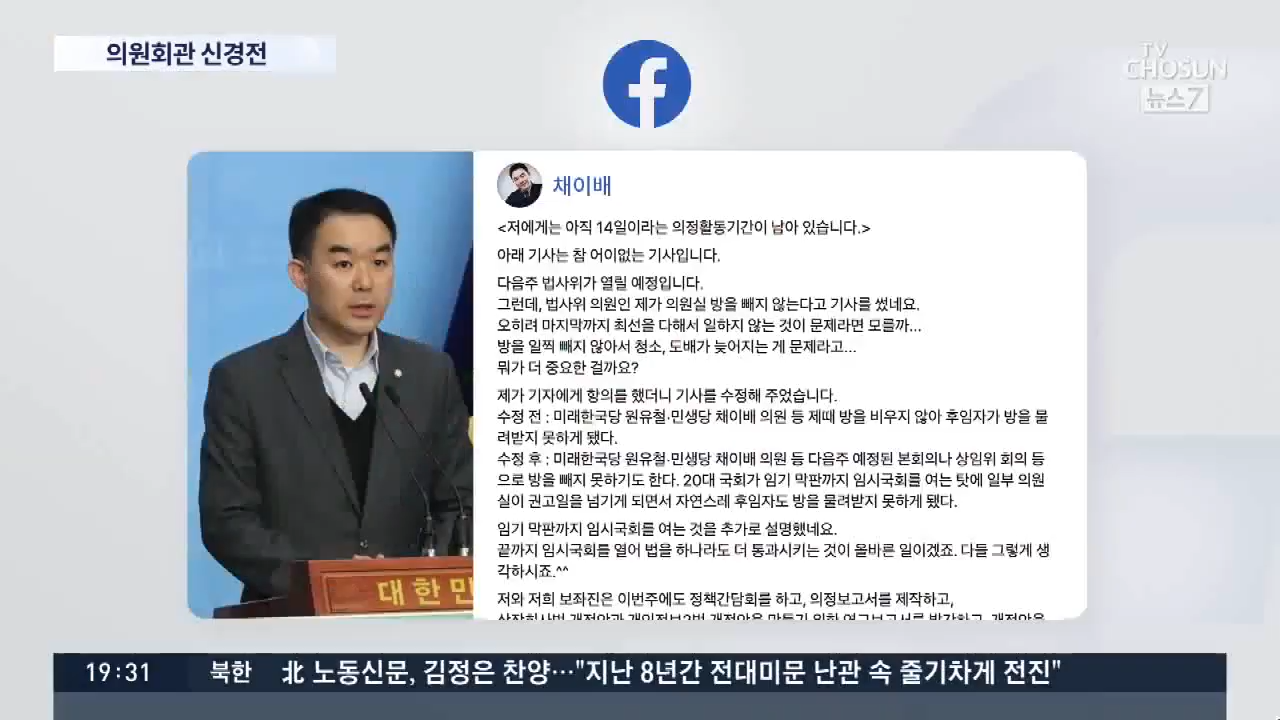 의원회관 신경전
TV
CHOSUN
뉴스7
채이배
<저에게는 아직 14일이라는 의정활동기간이 남아 있습니다.>
아래 기사는 참 어이없는 기사입니다.
다음주 법사위가 열릴 예정입니다.
그런데, 법사위 의원인 제가 의원실 방을 빼지 않는다고 기사를 썼네요.
오히려 마지막까지 최선을 다해서 일하지 않는 것이 문제라면 모를까...
방을 일찍 빼지 않아서 청소, 도배가 늦어지는 게 문제라고...
뭐가 더 중요한 걸까요?
제가 기자에게 항의를 했더니 기사를 수정해 주었습니다.
수정 전 : 미래한국당 원유철·민생당 채이배 의원 등 제때 방을 비우지 않아 후임자가 방을 물
려받지 못하게 됐다.
수정 후 : 미래한국당 원유철·민생당 채이배 의원 등 다음주 예정된 본회의나 상임위 회의 등
으로 방을 빼지 못하기도 한다. 20대 국회가 임기 막판까지 임시국회를 여는 탓에 일부 의원
실이 권고일을 넘기게 되면서 자연스레 후임자도 방을 물려받지 못하게 됐다.
임기 막판까지 임시국회를 여는 것을 추가로 설명했네요.
끝까지 임시국회를 열어 법을 하나라도 더 통과시키는 것이 올바른 일이겠죠. 다들 그렇게 생
각하시죠.^^
저와 저희 보좌진은 이번주에도 정책간담회를 하고, 의정보고서를 제작하고,
대한민
19:31 북한 北 노동신문, 김정은 찬양…"지난 8년간 전대미문 난관 속 줄기차게 전진"